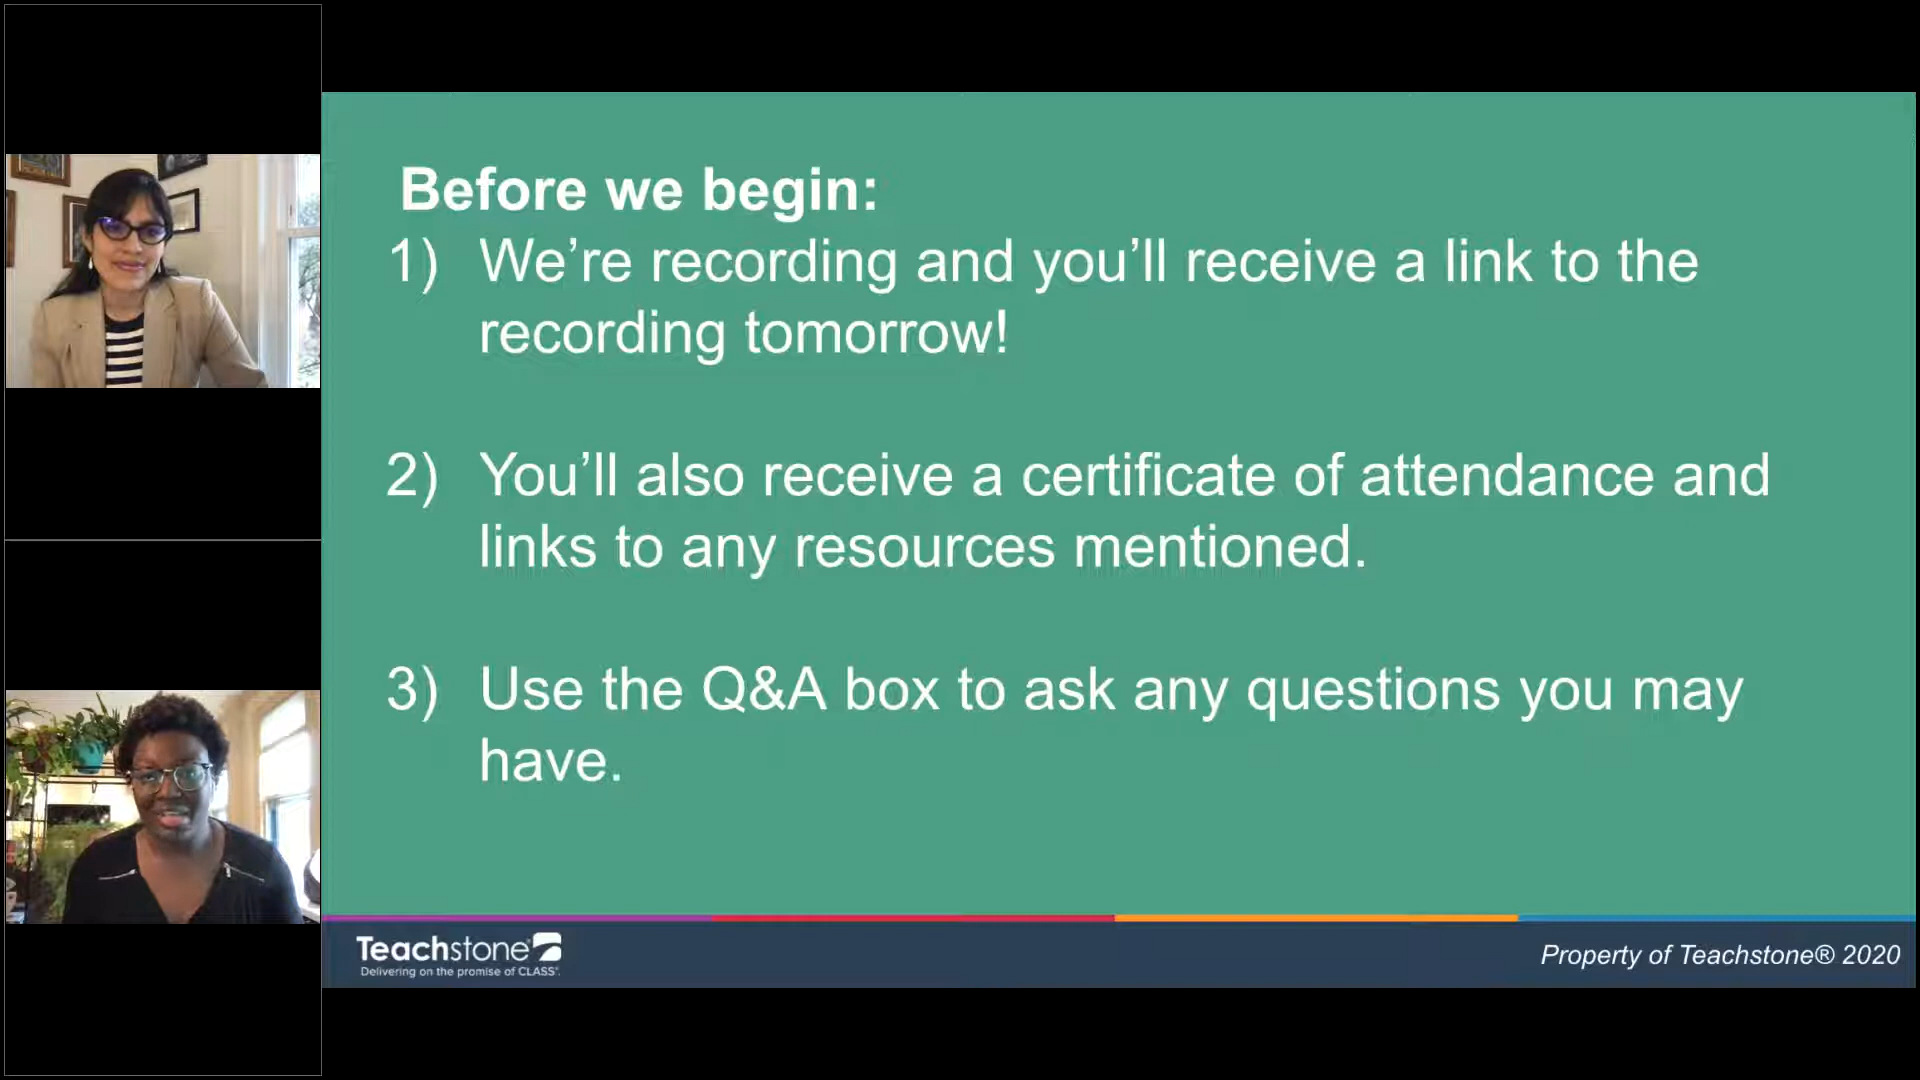 Before we begin:
1) We’re recording and you’ll receive a link to the
recording tomorrow!
2) You’ll also receive a certificate of attendance and
links to any resources mentioned.
3) Use the Q&A box to ask any questions you may
have.
Teachstone®
Delivering on the promise of CLASS®.
Property of Teachstone® 2020